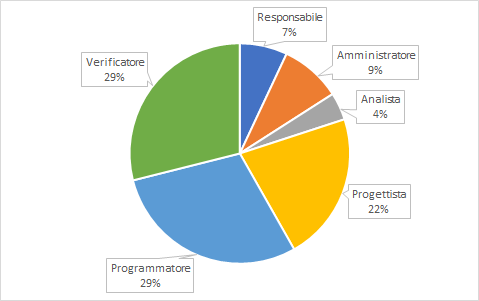 Responsabile
7%
Amministratore
9%
Analista
4%
Progettista
22%
Programmatore
29%
Verificatore
29%